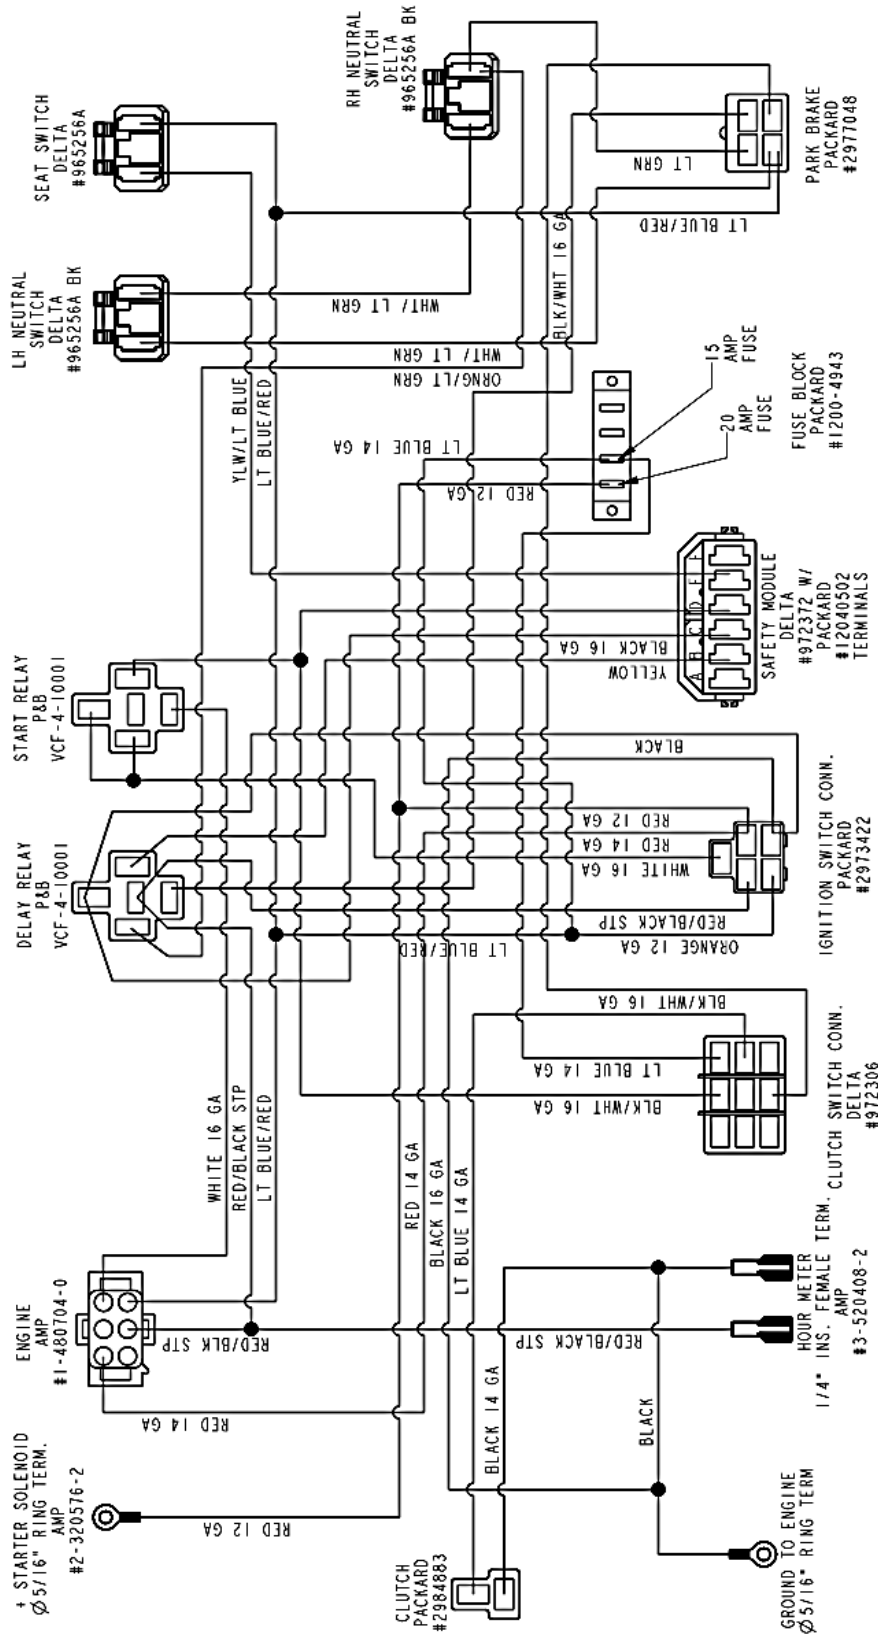 SEAT SWITCH
DELTA
#965256A
RH NEUTRAL
SWITCH
DELTA
#965256A BK
LH NEUTRAL
SWITCH
DELTA
#965256A BK
PARK BRAKE
PACKARD
#2977048
LT GRN
LT BLUE/RED
BLK/WHT 16 GA
WHT/ LT GRN
WHT/ LT GRN
ORNG/LT GRN
YLW/LT BLUE
LT BLUE/RED
LT BLUE 14 GA
RED 12 GA
15
AMP
FUSE
20
AMP
FUSE
FUSE BLOCK
PACKARD
#1200-4943
START RELAY
P&B
VCF-4-10001
A B C D E F
SAFETY MODULE
DELTA
#972372 W/
PACKARD
#12040502
TERMINALS
BLACK 16 GA
YELLOW
BLACK
DELAY RELAY
P&B
VCF-4-10001
RED 12 GA
RED 14 GA
WHITE 16 GA
RED/BLACK STP
ORANGE 12 GA
LT BLUE/RED
IGNITION SWITCH CONN.
PACKARD
#2973422
BLK/WHT 16 GA
LT BLUE 14 GA
BLK/WHT 16 GA
CLUTCH SWITCH CONN.
DELTA
#972306
WHITE 16 GA
RED/BLACK STP
LT BLUE/RED
RED 14 GA
BLACK 16 GA
LT BLUE 14 GA
ENGINE
AMP
#1-480704-0
RED/BLK STP
RED 14 GA
RED/BLACK STP
HOUR METER
1/4" INS. FEMALE TERM.
AMP
#3-520408-2
BLACK 14 GA
BLACK
+ STARTER SOLENOID
Ø5/16" RING TERM.
AMP
#2-320576-2
RED 12 GA
CLUTCH
PACKARD
#2984883
GROUND TO ENGINE
Ø5/16" RING TERM